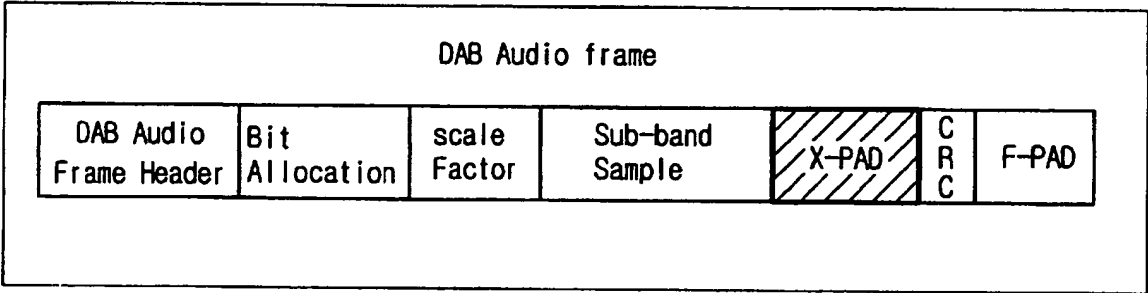 DAB Audio frame
DAB Audio
Frame Header
Bit
Allocation
scale
Factor
Sub-band
Sample
X-PAD
C
R
C
F-PAD